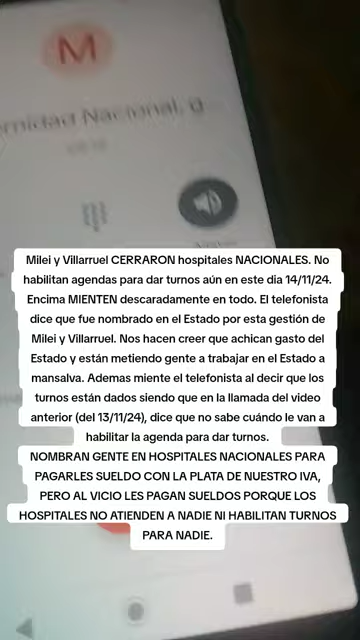 M
ernidad Nacional, g
Milei y Villarruel CERRARON hospitales NACIONALES. No
habilitan agendas para dar turnos aún en este dia 14/11/24.
Encima MIENTEN descaradamente en todo. El telefonista
dice que fue nombrado en el Estado por esta gestión de
Milei y Villarruel. Nos hacen creer que achican gasto del
Estado y están metiendo gente a trabajar en el Estado a
mansalva. Ademas miente el telefonista al decir que los
turnos están dados siendo que en la llamada del video
anterior (del 13/11/24), dice que no sabe cuándo le van a
habilitar la agenda para dar turnos.
NOMBRAN GENTE EN HOSPITALES NACIONALES PARA
PAGARLES SUELDO CON LA PLATA DE NUESTRO IVA,
PERO AL VICIO LES PAGAN SUELDOS PORQUE LOS
HOSPITALES NO ATIENDEN A NADIE NI HABILITAN TURNOS
PARA NADIE.